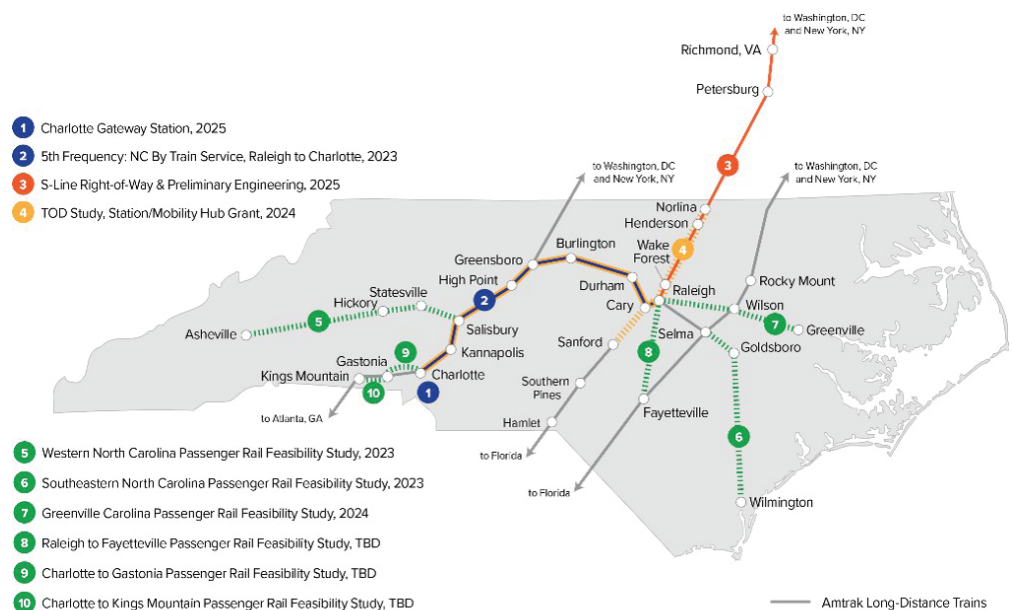 to Washington, DC
and New York, NY
Richmond, VA
Petersburg
1 Charlotte Gateway Station, 2025
2 5th Frequency: NC By Train Service, Raleigh to Charlotte, 2023
3 S-Line Right-of-Way & Preliminary Engineering, 2025
4 TOD Study, Station/Mobility Hub Grant, 2024
to Washington, DC
and New York, NY
3
to Washington, DC
and New York, NY
Norlina
Henderson
4
Wake
Forest
Burlington
Greensboro
High Point
Durham
Raleigh
Rocky Mount
Statesville
Hickory
2
Cary
Wilson
Asheville
5
Salisbury
Selma
7
Greenville
Kannapolis
Sanford
8
Goldsboro
9
Gastonia
Kings Mountain
Charlotte
10
1
Southern
Pines
Fayetteville
to Atlanta, GA
Hamlet
6
to Florida
to Florida
Wilmington
5 Western North Carolina Passenger Rail Feasibility Study, 2023
6 Southeastern North Carolina Passenger Rail Feasibility Study, 2023
7 Greenville Carolina Passenger Rail Feasibility Study, 2024
8 Raleigh to Fayetteville Passenger Rail Feasibility Study, TBD
9 Charlotte to Gastonia Passenger Rail Feasibility Study, TBD
10 Charlotte to Kings Mountain Passenger Rail Feasibility Study, TBD
Amtrak Long-Distance Trains